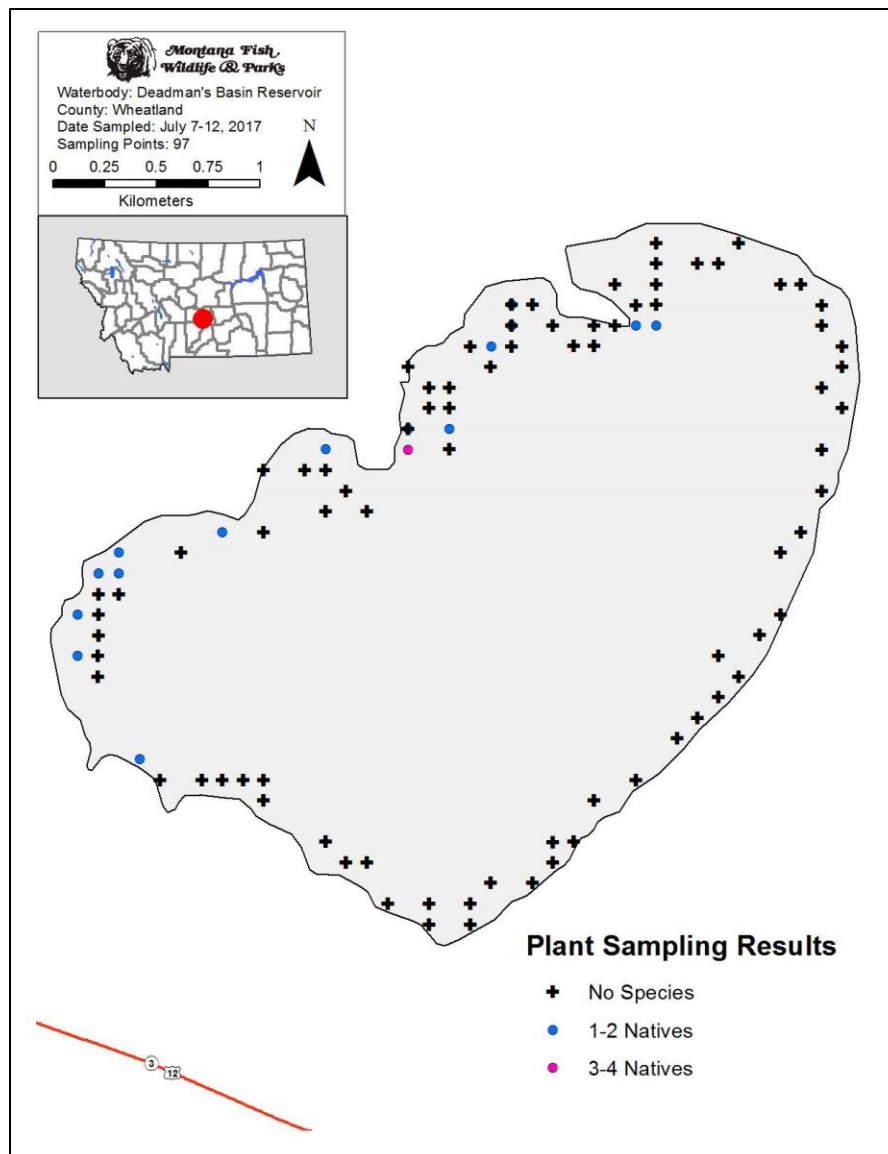 Montana Fish,
Wildlife & Parks
Waterbody: Deadman's Basin Reservoir
County: Wheatland
Date Sampled: July 7-12, 2017
Sampling Points: 97
N
0 0.25 0.5 0.75 1
Kilometers
Plant Sampling Results
No Species
1-2 Natives
3-4 Natives
3
12